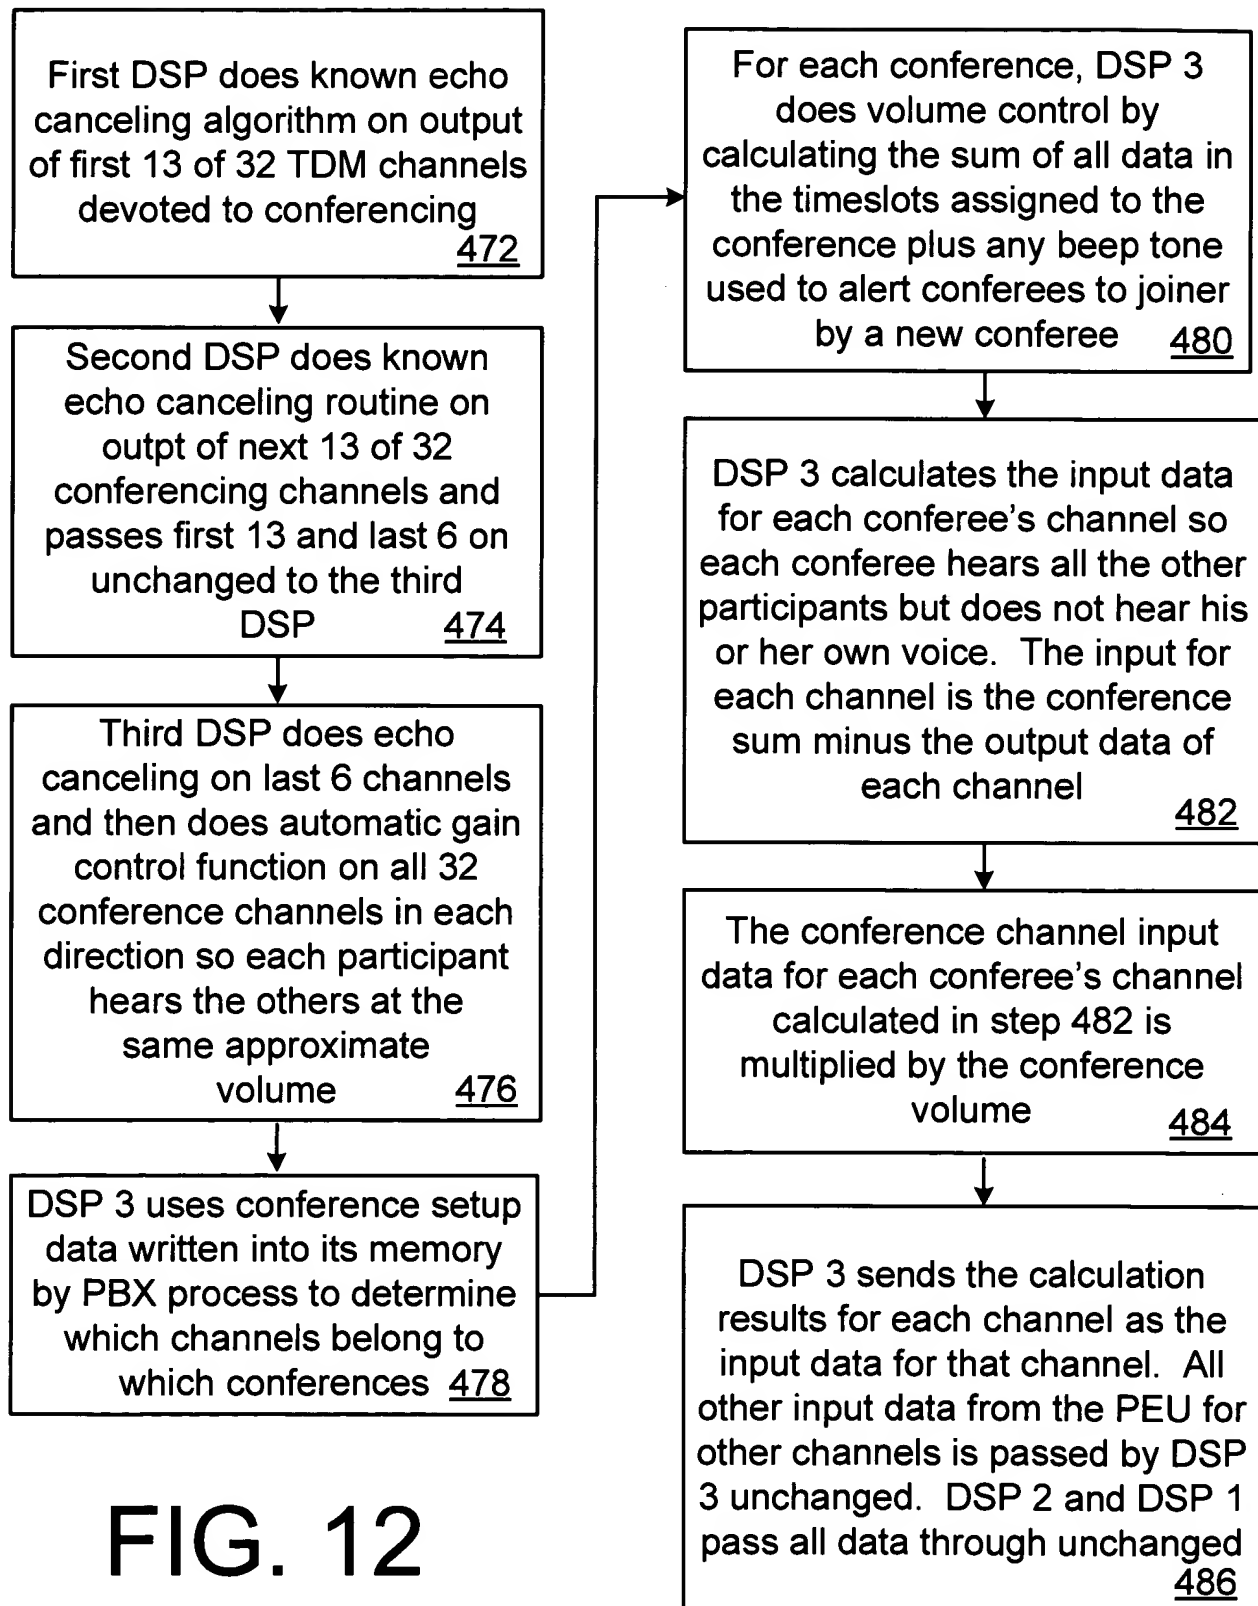 First DSP does known echo
canceling algorithm on output
of first 13 of 32 TDM channels
devoted to conferencing
472
Second DSP does known
echo canceling routine on
outpt of next 13 of 32
conferencing channels and
passes first 13 and last 6 on
unchanged to the third
DSP 474
Third DSP does echo
canceling on last 6 channels
and then does automatic gain
control function on all 32
conference channels in each
direction so each participant
hears the others at the
same approximate
volume 476
DSP 3 uses conference setup
data written into its memory
by PBX process to determine
which channels belong to
which conferences 478
For each conference, DSP 3
does volume control by
calculating the sum of all data in
the timeslots assigned to the
conference plus any beep tone
used to alert conferees to joiner
by a new conferee 480
DSP 3 calculates the input data
for each conferee's channel so
each conferee hears all the other
participants but does not hear his
or her own voice. The input for
each channel is the conference
sum minus the output data of
each channel
482
The conference channel input
data for each conferee's channel
calculated in step 482 is
multiplied by the conference
volume 484
DSP 3 sends the calculation
results for each channel as the
input data for that channel. All
other input data from the PEU for
other channels is passed by DSP
3 unchanged. DSP 2 and DSP 1
pass all data through unchanged
486
FIG. 12